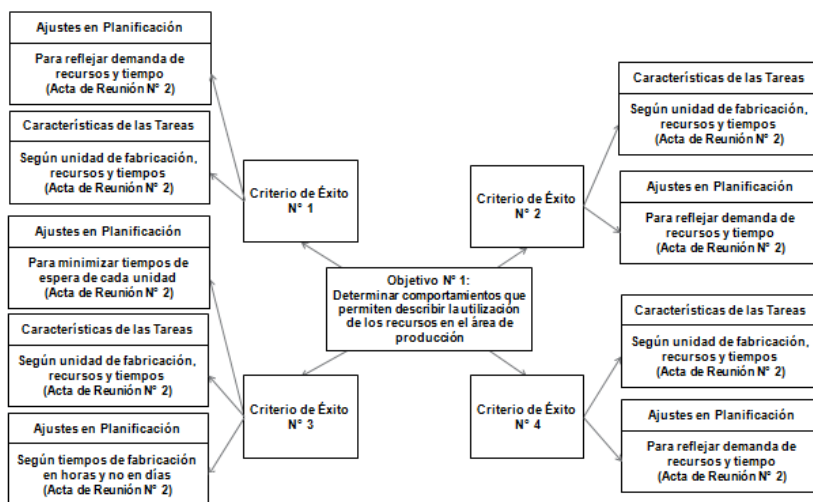 Ajustes en Planificación
Para reflejar demanda de
recursos y tiempo
(Acta de Reunión N° 2)
Características de las Tareas
Según unidad de fabricación,
recursos y tiempos
(Acta de Reunión N° 2)
Criterio de Éxito
N° 1
Características de las Tareas
Según unidad de fabricación,
recursos y tiempos
(Acta de Reunión N° 2)
Criterio de Éxito
N° 2
Ajustes en Planificación
Para reflejar demanda de
recursos y tiempo
(Acta de Reunión N° 2)
Objetivo N° 1:
Determinar comportamientos que
permiten describir la utilización
de los recursos en el área de
producción
Ajustes en Planificación
Para minimizar tiempos de
espera de cada unidad
(Acta de Reunión N° 2)
Características de las Tareas
Según unidad de fabricación,
recursos y tiempos
(Acta de Reunión N° 2)
Criterio de Éxito
N° 3
Ajustes en Planificación
Según tiempos de fabricación
en horas y no en días
(Acta de Reunión N° 2)
Características de las Tareas
Según unidad de fabricación,
recursos y tiempos
(Acta de Reunión N° 2)
Criterio de Éxito
N° 4
Ajustes en Planificación
Para reflejar demanda de
recursos y tiempo
(Acta de Reunión N° 2)